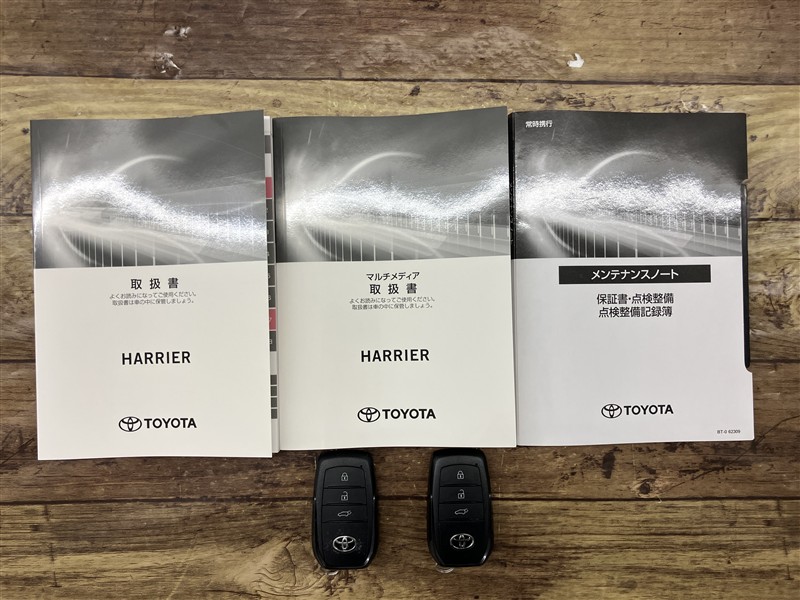 取扱書
よくお読みになってご使用ください。
取扱書は車の中に保管しましょう。
HARRIER
TOYOTA
マルチメディア
取扱書
よくお読みになってご使用ください。
取扱書は車の中に保管しましょう。
HARRIER
TOYOTA
常時携行
メンテナンスノート
保証書・点検整備
点検整備記録簿
TOYOTA
BT-0 62309